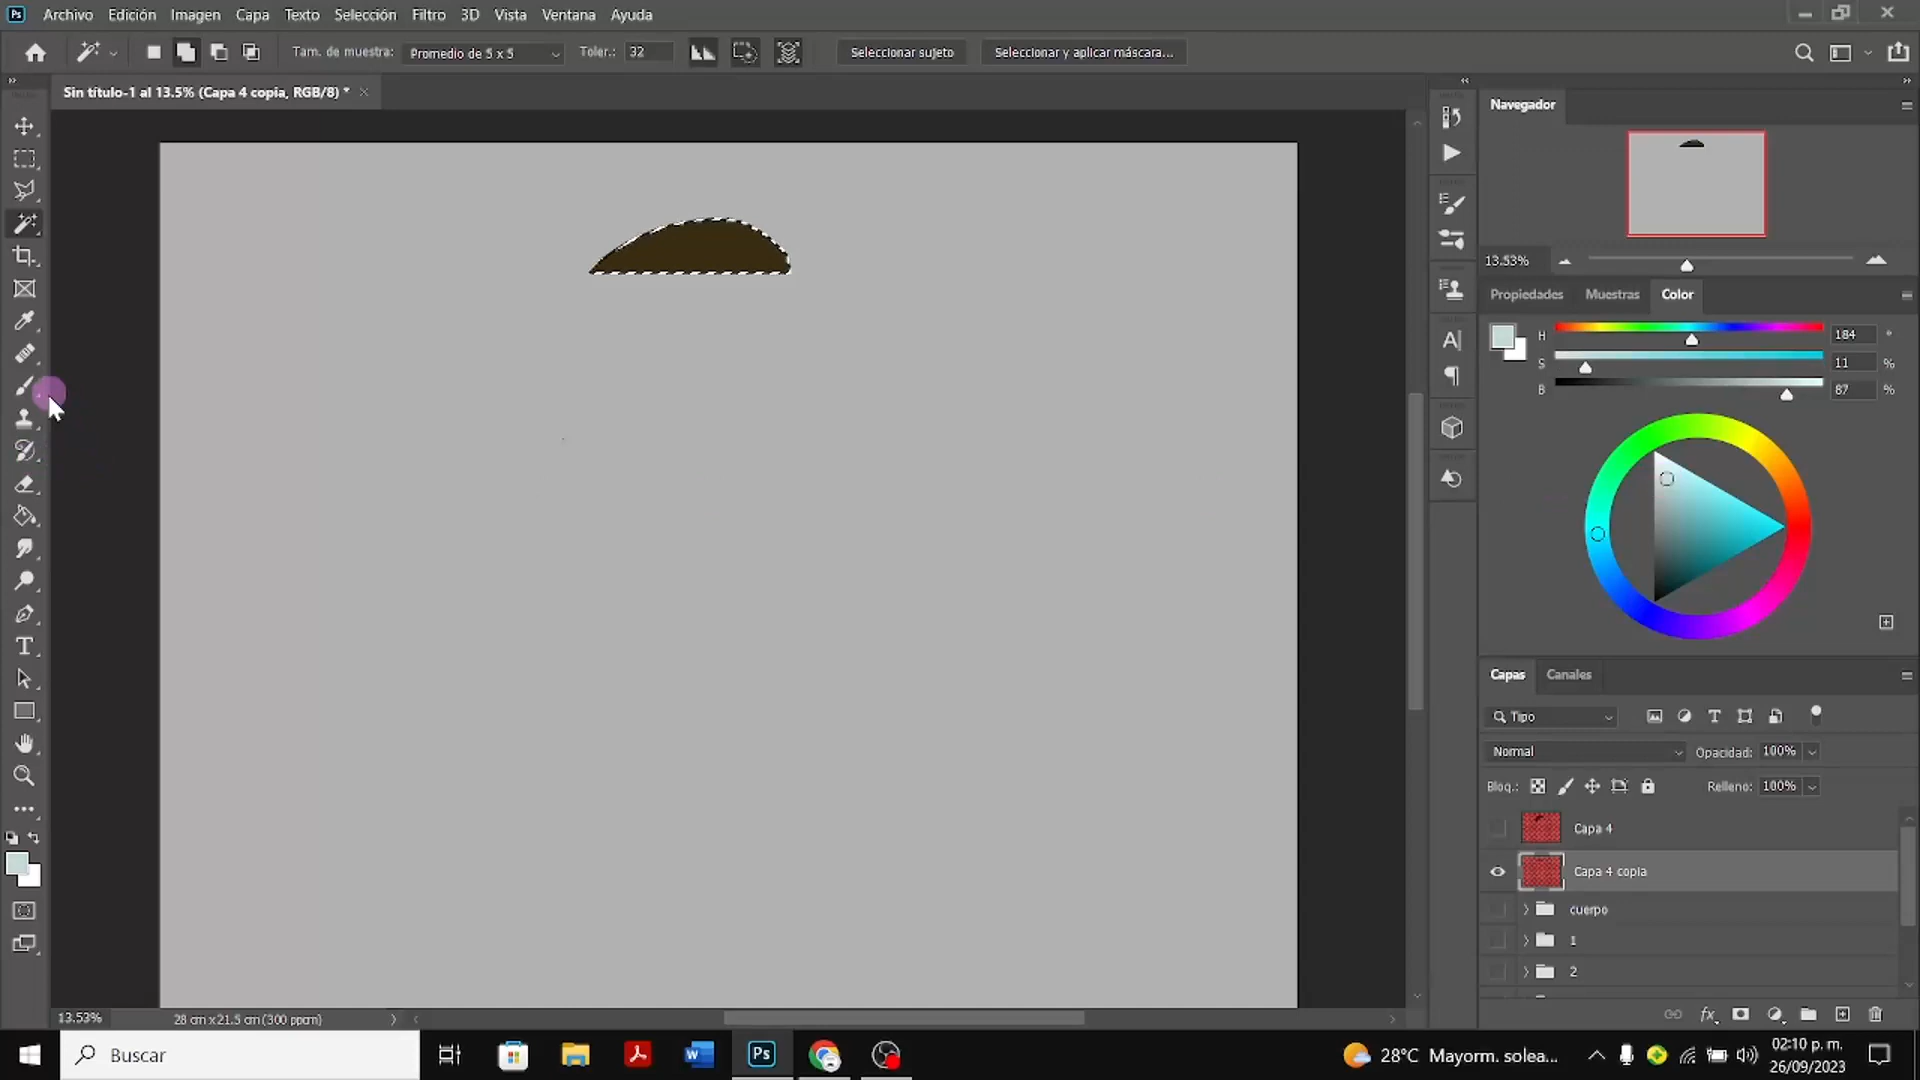 Ps Archivo Edición Imagen Capa Texto Selección Filtro 3D Vista Ventana Ayuda
Tam. de muestra: Promedio de 5 x 5 Toler.: 32 Seleccionar sujeto Seleccionar y aplicar máscara...
Sin título-1 al 13.5% (Capa 4 copia, RGB/8) *
Navegador
13.53%
Propiedades Muestras Color
H 184 °
S 11 %
B 87 %
Capas Canales
Tipo
Normal Opacidad: 100%
Bloq.: Relleno: 100%
Capa 4
Capa 4 copia
cuerpo
1
2
13.53% 28 cm x 21.5 cm (300 ppcm)
Buscar
Ps
28°C Mayorm. solea...
02:10 p. m.
26/09/2023